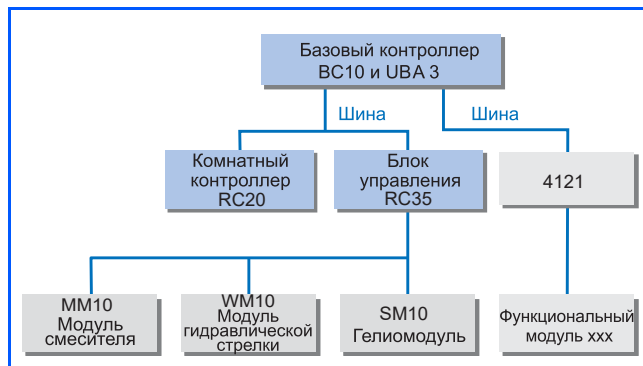 Базовый контроллер
BC10 и UBA 3
Шина
Шина
Комнатный
контроллер
RC20
Блок
управления
RC35
4121
MM10
Модуль
смесителя
WM10
Модуль
гидравлической
стрелки
SM10
Гелиомодуль
Функциональный
модуль xxx